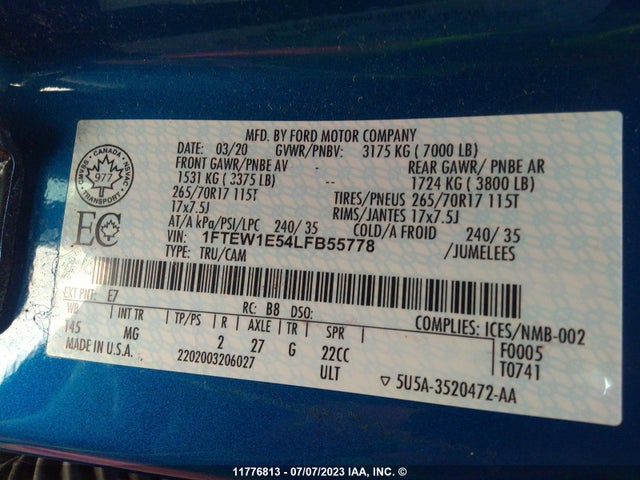 MFD. BY FORD MOTOR COMPANY
DATE: 03/20 GVWR/PNBV: 3175 KG ( 7000 LB)
FRONT GAWR/PNBE AV -- REAR GAWR/ PNBE AR
1531 KG ( 3375 LB) 1724 KG ( 3800 LB)
265/70R17 115T TIRES/PNEUS 265/70R17 115T
17x7.5J RIMS/JANTES 17x7.5J
AT/A kPa/PSI/LPC 240/ 35 COLD/A FROID 240/ 35
VIN: 1FTEW1E54LFB55778 -- /JUMELEES
TYPE: TRU/CAM
CANADA
977
TRANSPORT
EC
EXT PNT: E7 RC: B8 DSO:
WB INT TR TP/PS R AXLE TR SPR COMPLIES: ICES/NMB-002
145 MG 2 27 G 22CC F0005
MADE IN U.S.A. 2202003206027 ULT T0741
5U5A-3520472-AA
11776813 - 07/07/2023 IAA, INC. ©